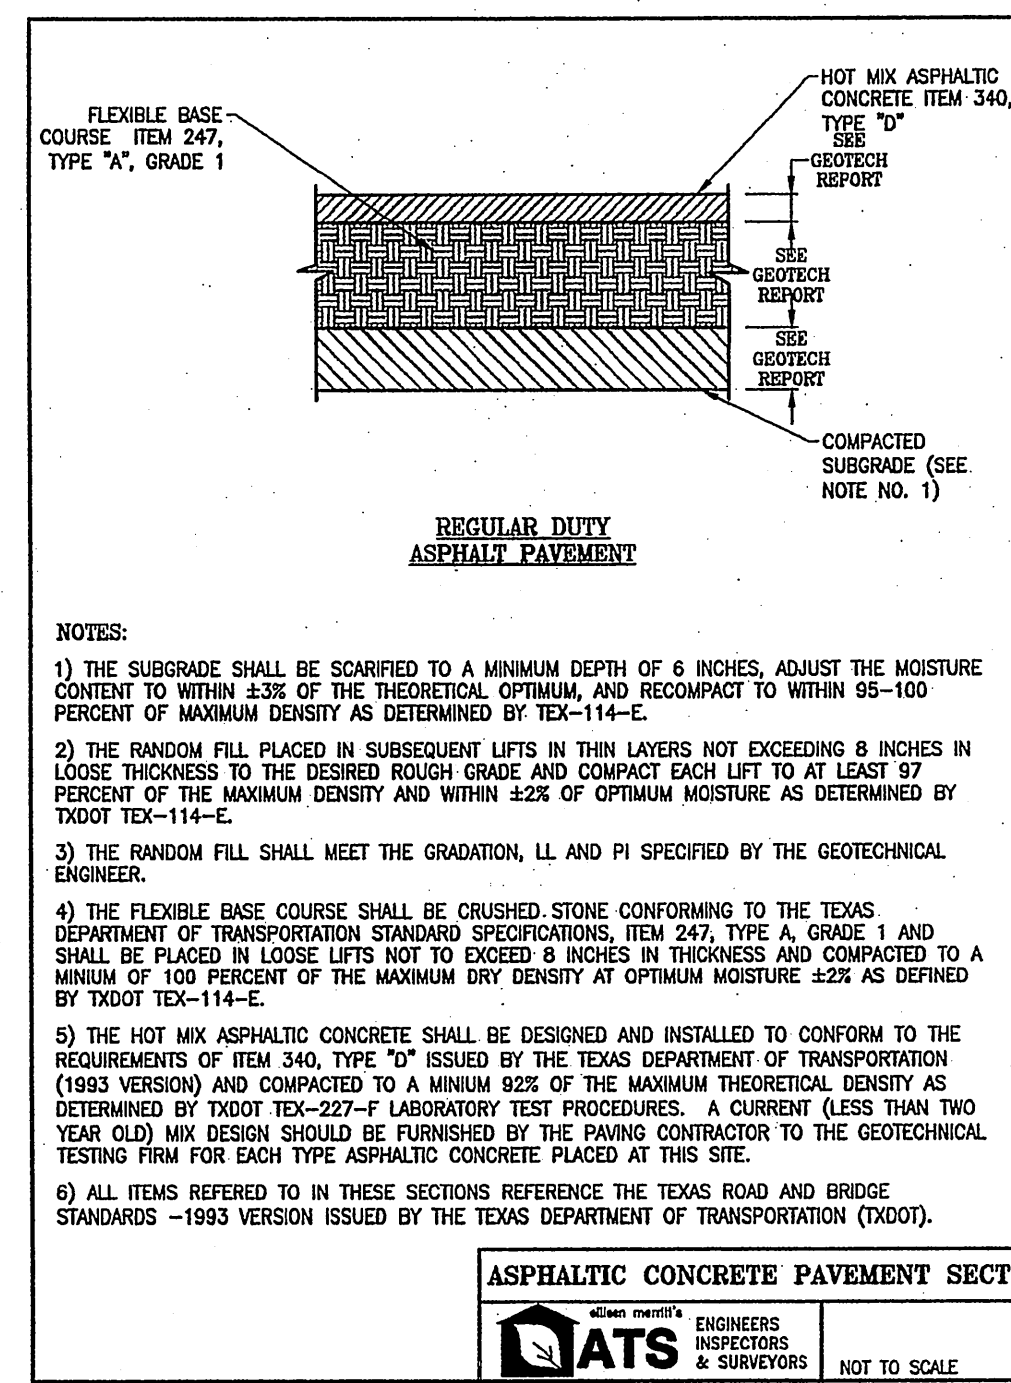 FLEXIBLE BASE
COURSE ITEM 247,
TYPE "A", GRADE 1
HOT MIX ASPHALTIC
CONCRETE ITEM 340,
TYPE "D"
SEE
GEOTECH
REPORT
SEE
GEOTECH
REPORT
SEE
GEOTECH
REPORT
COMPACTED
SUBGRADE (SEE
NOTE NO. 1)
REGULAR DUTY
ASPHALT PAVEMENT
NOTES:
1) THE SUBGRADE SHALL BE SCARIFIED TO A MINIMUM DEPTH OF 6 INCHES, ADJUST THE MOISTURE
CONTENT TO WITHIN ±3% OF THE THEORETICAL OPTIMUM, AND RECOMPACT TO WITHIN 95-100
PERCENT OF MAXIMUM DENSITY AS DETERMINED BY TEX-114-E.
2) THE RANDOM FILL PLACED IN SUBSEQUENT LIFTS IN THIN LAYERS NOT EXCEEDING 8 INCHES IN
LOOSE THICKNESS TO THE DESIRED ROUGH GRADE AND COMPACT EACH LIFT TO AT LEAST 97
PERCENT OF THE MAXIMUM DENSITY AND WITHIN ±2% OF OPTIMUM MOISTURE AS DETERMINED BY
TXDOT TEX-114-E.
3) THE RANDOM FILL SHALL MEET THE GRADATION, LL AND PI SPECIFIED BY THE GEOTECHNICAL
ENGINEER.
4) THE FLEXIBLE BASE COURSE SHALL BE CRUSHED STONE CONFORMING TO THE TEXAS
DEPARTMENT OF TRANSPORTATION STANDARD SPECIFICATIONS, ITEM 247, TYPE A, GRADE 1 AND
SHALL BE PLACED IN LOOSE LIFTS NOT TO EXCEED 8 INCHES IN THICKNESS AND COMPACTED TO A
MINIUM OF 100 PERCENT OF THE MAXIMUM DRY DENSITY AT OPTIMUM MOISTURE ±2% AS DEFINED
BY TXDOT TEX-114-E.
5) THE HOT MIX ASPHALTIC CONCRETE SHALL BE DESIGNED AND INSTALLED TO CONFORM TO THE
REQUIREMENTS OF ITEM 340, TYPE "D" ISSUED BY THE TEXAS DEPARTMENT OF TRANSPORTATION
(1993 VERSION) AND COMPACTED TO A MINIUM 92% OF THE MAXIMUM THEORETICAL DENSITY AS
DETERMINED BY TXDOT TEX-227-F LABORATORY TEST PROCEDURES. A CURRENT (LESS THAN TWO
YEAR OLD) MIX DESIGN SHOULD BE FURNISHED BY THE PAVING CONTRACTOR TO THE GEOTECHNICAL
TESTING FIRM FOR EACH TYPE ASPHALTIC CONCRETE PLACED AT THIS SITE.
6) ALL ITEMS REFERED TO IN THESE SECTIONS REFERENCE THE TEXAS ROAD AND BRIDGE
STANDARDS -1993 VERSION ISSUED BY THE TEXAS DEPARTMENT OF TRANSPORTATION (TXDOT).
ASPHALTIC CONCRETE PAVEMENT SECT
eilleen merritt's
ATS
ENGINEERS
INSPECTORS
& SURVEYORS
NOT TO SCALE